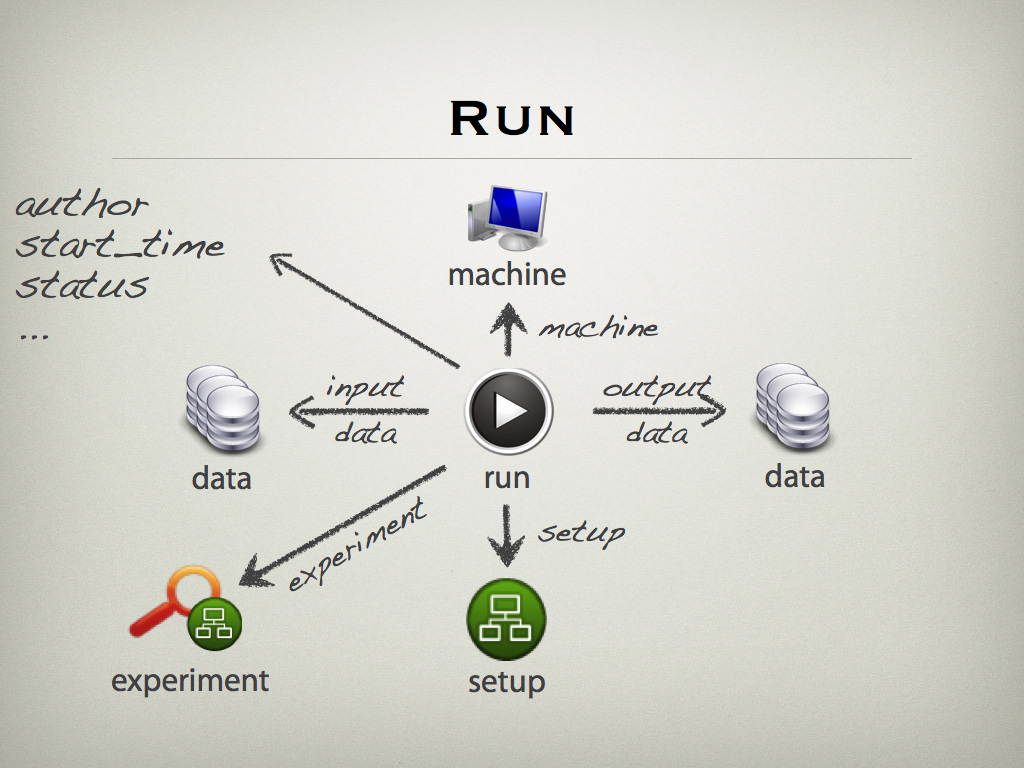 RUN
author
start_time
status
...
machine
machine
input
data
output
data
data
run
data
experiment
setup
experiment
setup